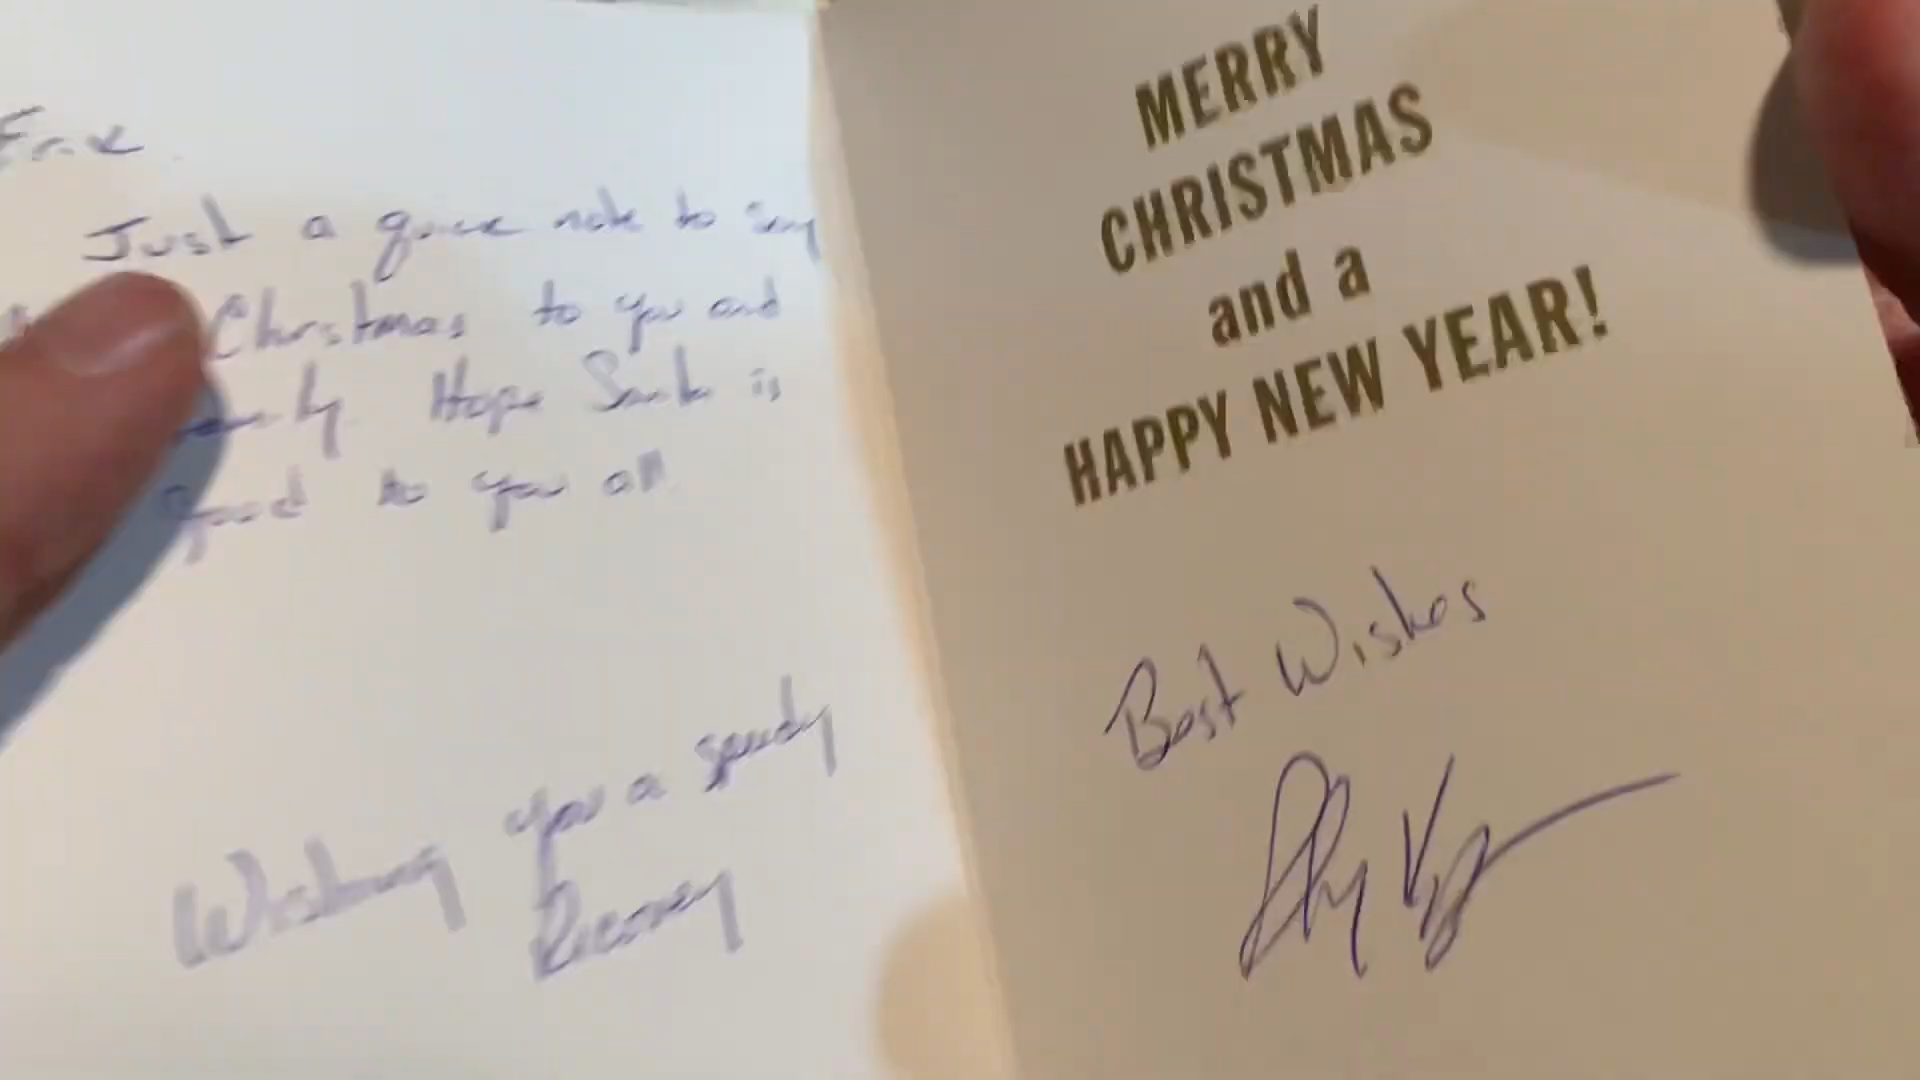 Erik
Just a quick note to say
Christmas to you and
Hope Santa is
good to you all
Wishing you a speedy
Recovery
MERRY
CHRISTMAS
and a
HAPPY NEW YEAR!
Best Wishes